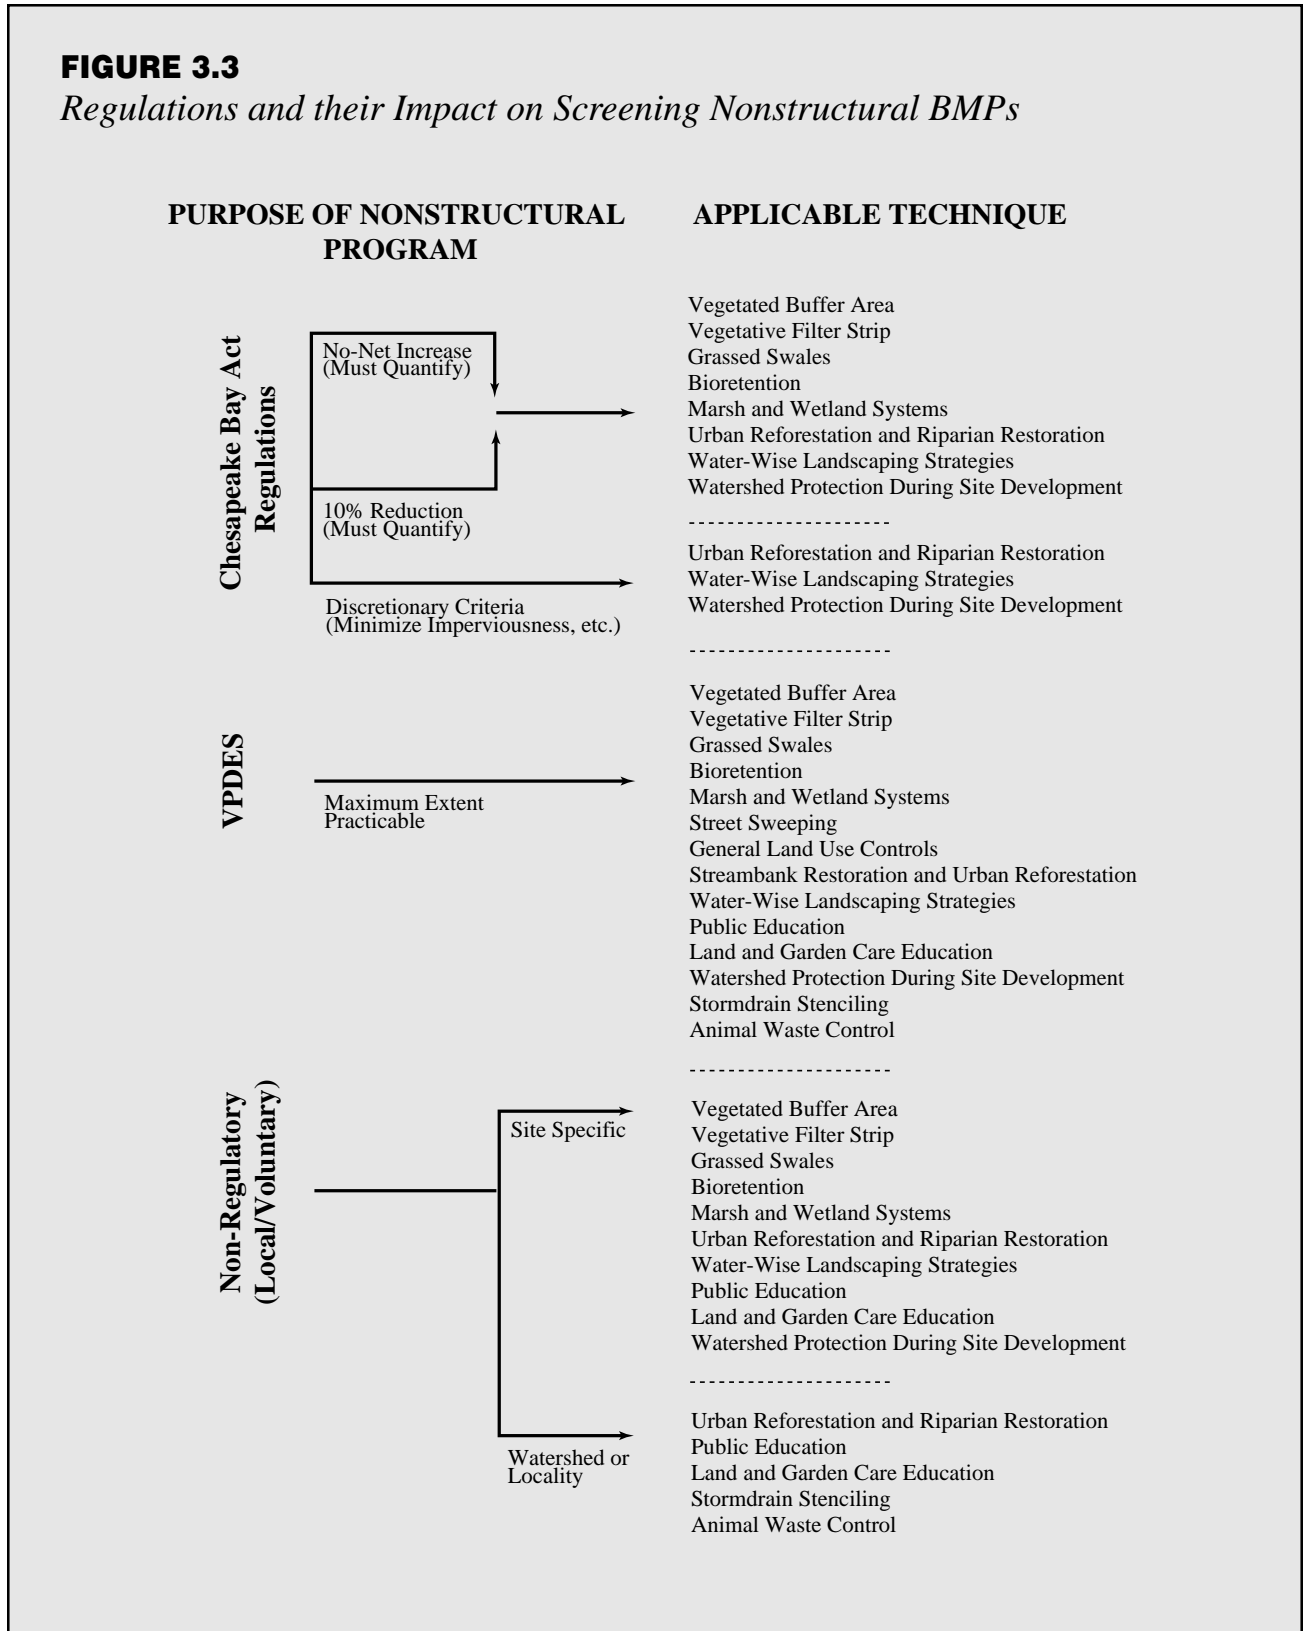 FIGURE 3.3
Regulations and their Impact on Screening Nonstructural BMPs
PURPOSE OF NONSTRUCTURAL
PROGRAM
APPLICABLE TECHNIQUE
Chesapeake Bay Act
Regulations
No-Net Increase
(Must Quantify)
10% Reduction
(Must Quantify)
Discretionary Criteria
(Minimize Imperviousness, etc.)
Vegetated Buffer Area
Vegetative Filter Strip
Grassed Swales
Bioretention
Marsh and Wetland Systems
Urban Reforestation and Riparian Restoration
Water-Wise Landscaping Strategies
Watershed Protection During Site Development
---------------------
Urban Reforestation and Riparian Restoration
Water-Wise Landscaping Strategies
Watershed Protection During Site Development
---------------------
VPDES
Maximum Extent
Practicable
Vegetated Buffer Area
Vegetative Filter Strip
Grassed Swales
Bioretention
Marsh and Wetland Systems
Street Sweeping
General Land Use Controls
Streambank Restoration and Urban Reforestation
Water-Wise Landscaping Strategies
Public Education
Land and Garden Care Education
Watershed Protection During Site Development
Stormdrain Stenciling
Animal Waste Control
---------------------
Non-Regulatory
(Local/Voluntary)
Site Specific
Vegetated Buffer Area
Vegetative Filter Strip
Grassed Swales
Bioretention
Marsh and Wetland Systems
Urban Reforestation and Riparian Restoration
Water-Wise Landscaping Strategies
Public Education
Land and Garden Care Education
Watershed Protection During Site Development
---------------------
Watershed or
Locality
Urban Reforestation and Riparian Restoration
Public Education
Land and Garden Care Education
Stormdrain Stenciling
Animal Waste Control